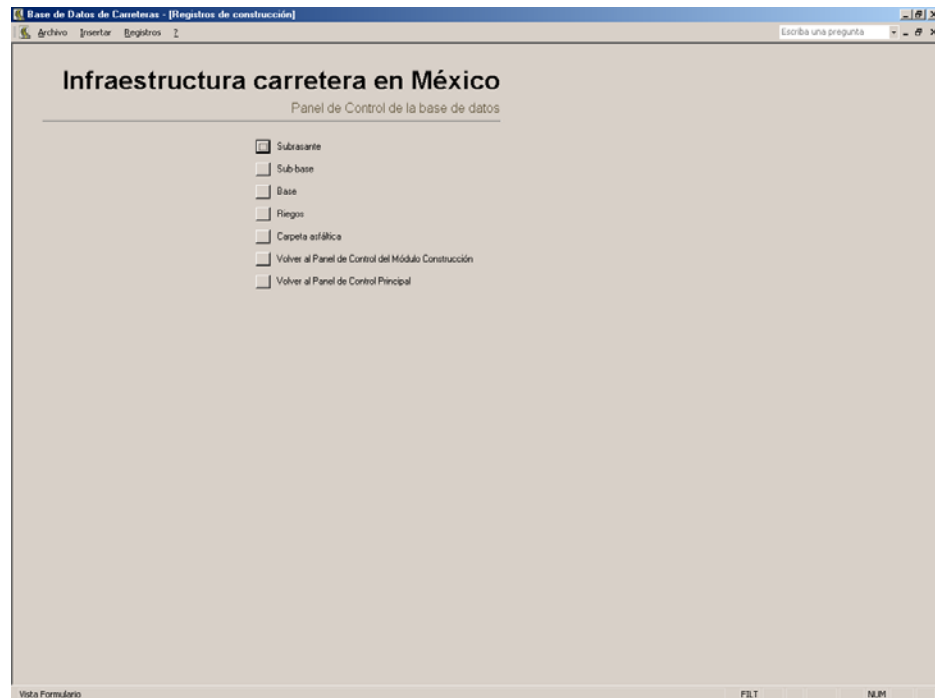 Base de Datos de Carreteras - [Registros de construcción]
Archivo Insertar Registros ?
Escriba una pregunta
Infraestructura carretera en México
Panel de Control de la base de datos
Subrasante
Sub-base
Base
Riegos
Carpeta asfáltica
Volver al Panel de Control del Módulo Construcción
Volver al Panel de Control Principal
Vista Formulario FILT NUM